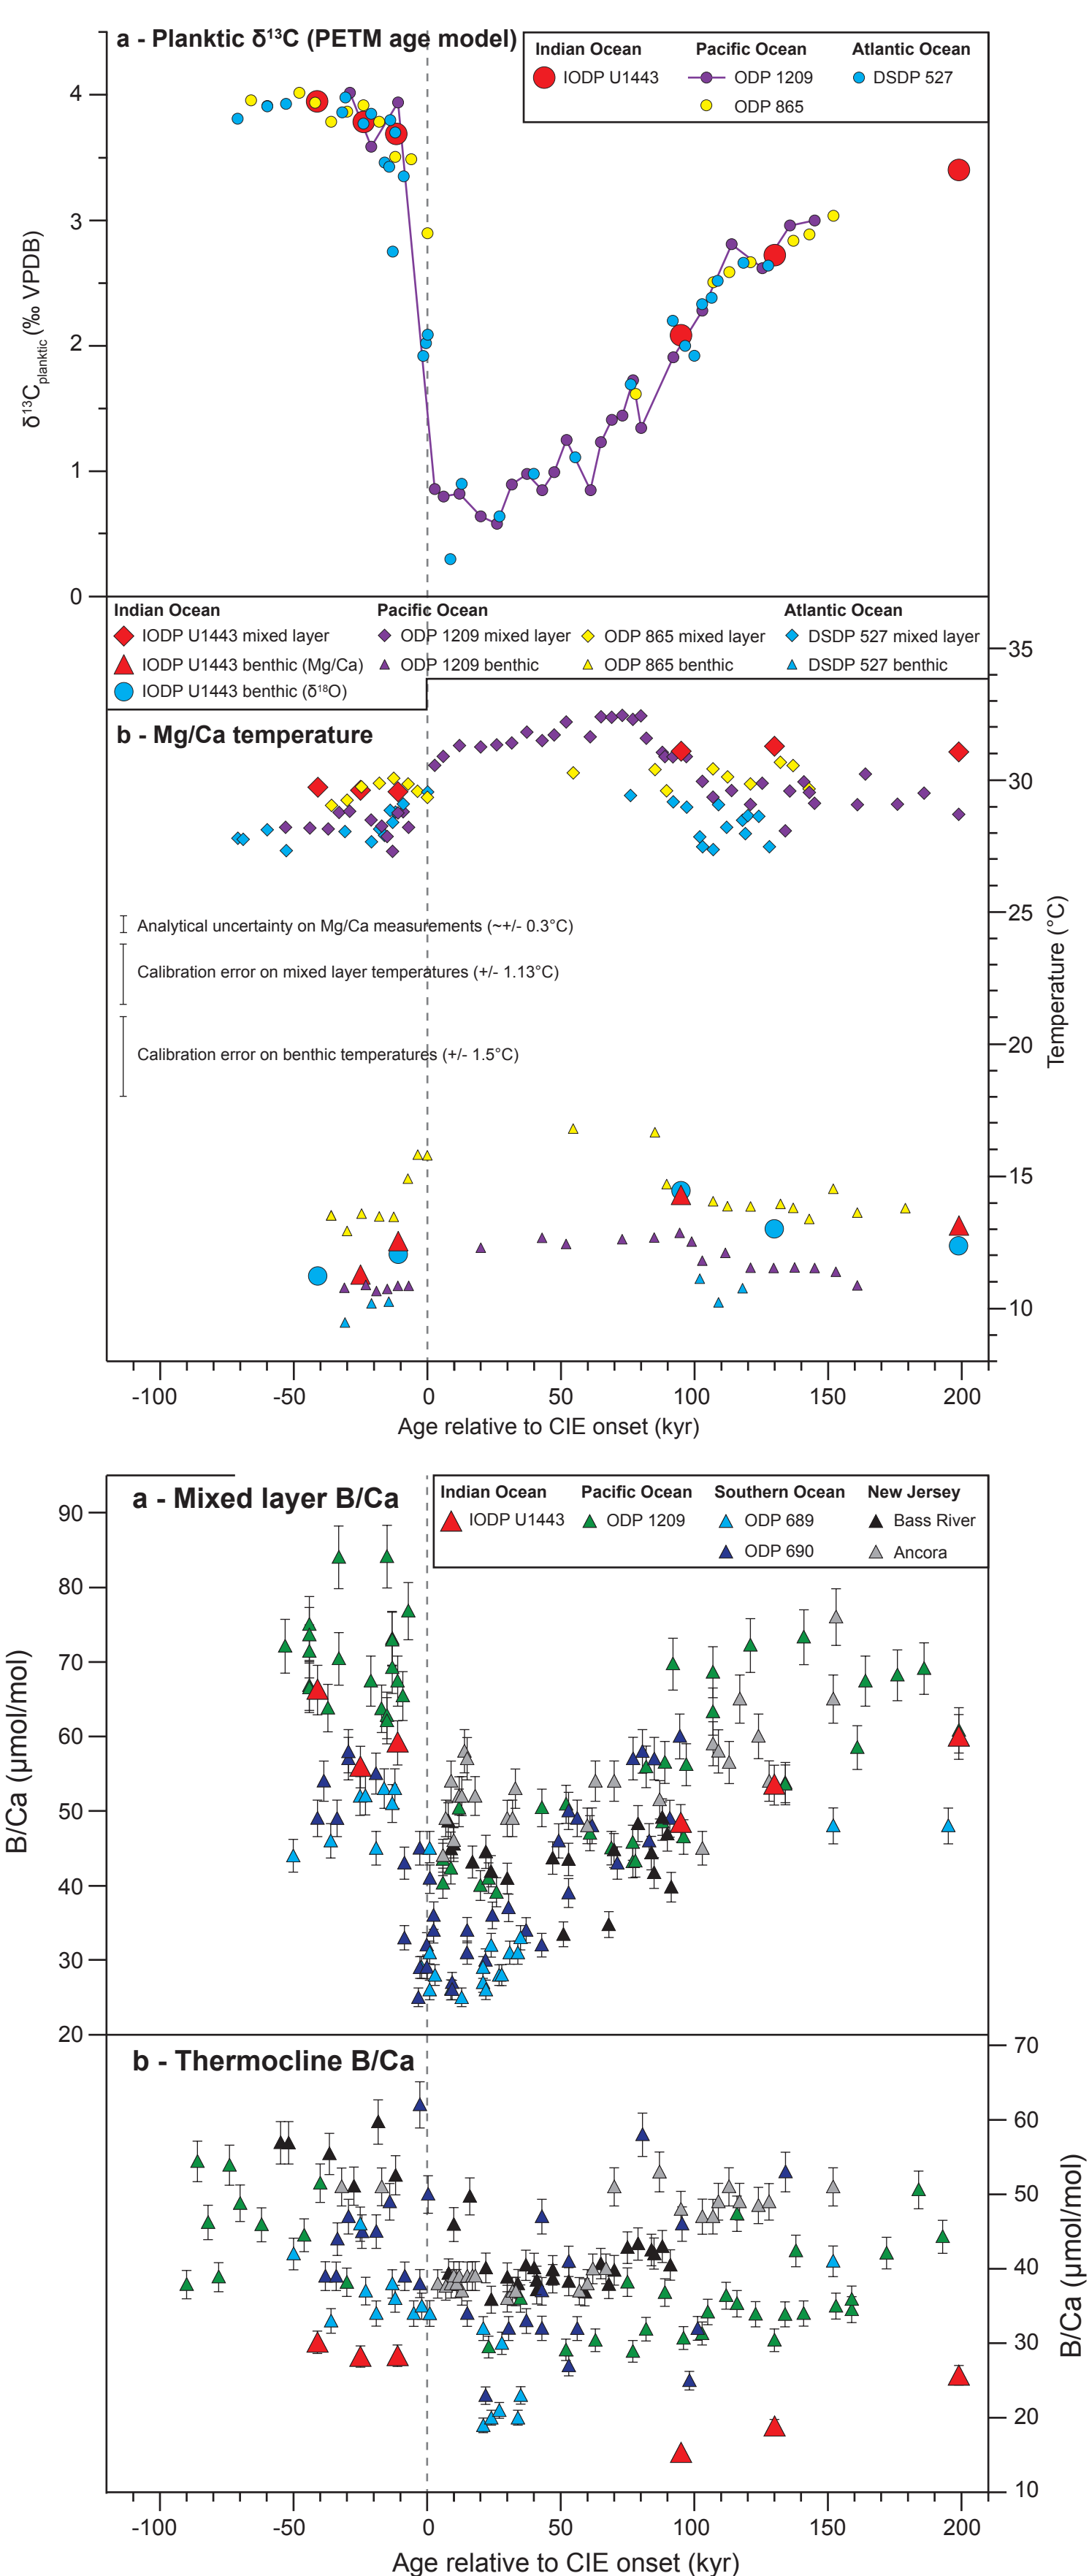 a - Planktic δ¹³C (PETM age model)
Indian Ocean
Pacific Ocean
Atlantic Ocean
IODP U1443
ODP 1209
DSDP 527
ODP 865
4
3
2
1
0
δ¹³Cplanktic (‰ VPDB)
Indian Ocean
Pacific Ocean
Atlantic Ocean
IODP U1443 mixed layer
ODP 1209 mixed layer
ODP 865 mixed layer
DSDP 527 mixed layer
IODP U1443 benthic (Mg/Ca)
ODP 1209 benthic
ODP 865 benthic
DSDP 527 benthic
IODP U1443 benthic (δ¹⁸O)
b - Mg/Ca temperature
Analytical uncertainty on Mg/Ca measurements (~+/- 0.3°C)
Calibration error on mixed layer temperatures (+/- 1.13°C)
Calibration error on benthic temperatures (+/- 1.5°C)
35
30
25
20
15
10
Temperature (°C)
-100 -50 0 50 100 150 200
Age relative to CIE onset (kyr)
a - Mixed layer B/Ca
Indian Ocean
Pacific Ocean
Southern Ocean
New Jersey
IODP U1443
ODP 1209
ODP 689
Bass River
ODP 690
Ancora
90
80
70
60
50
40
30
20
B/Ca (µmol/mol)
b - Thermocline B/Ca
70
60
50
40
30
20
10
B/Ca (µmol/mol)
-100 -50 0 50 100 150 200
Age relative to CIE onset (kyr)